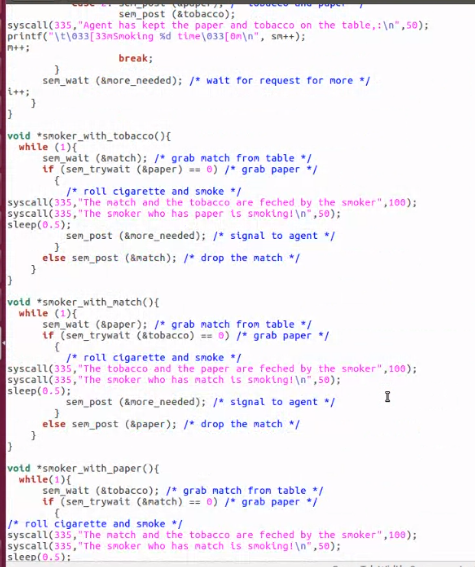 sem_post (&tobacco);
syscall(335,"Agent has kept the paper and tobacco on the table,:\n",50);
printf("\t\033[33mSmoking %d time\033[0m\n", sm++);
m++;
break;
}
sem_wait (&more_needed); /* wait for request for more */
i++;
}
}
void *smoker_with_tobacco(){
while (1){
sem_wait (&match); /* grab match from table */
if (sem_trywait (&paper) == 0) /* grab paper */
{
/* roll cigarette and smoke */
syscall(335,"The match and the tobacco are feched by the smoker",100);
syscall(335,"The smoker who has paper is smoking!\n",50);
sleep(0.5);
sem_post (&more_needed); /* signal to agent */
}
else sem_post (&match); /* drop the match */
}
}
void *smoker_with_match(){
while (1){
sem_wait (&paper); /* grab match from table */
if (sem_trywait (&tobacco) == 0) /* grab paper */
{
/* roll cigarette and smoke */
syscall(335,"The tobacco and the paper are feched by the smoker",100);
syscall(335,"The smoker who has match is smoking!\n",50);
sleep(0.5);
sem_post (&more_needed); /* signal to agent */
}
else sem_post (&paper); /* drop the match */
}
}
void *smoker_with_paper(){
while(1){
sem_wait (&tobacco); /* grab match from table */
if (sem_trywait (&match) == 0) /* grab paper */
{
/* roll cigarette and smoke */
syscall(335,"The match and the tobacco are feched by the smoker",100);
syscall(335,"The smoker who has match is smoking!\n",50);
sleep(0.5);